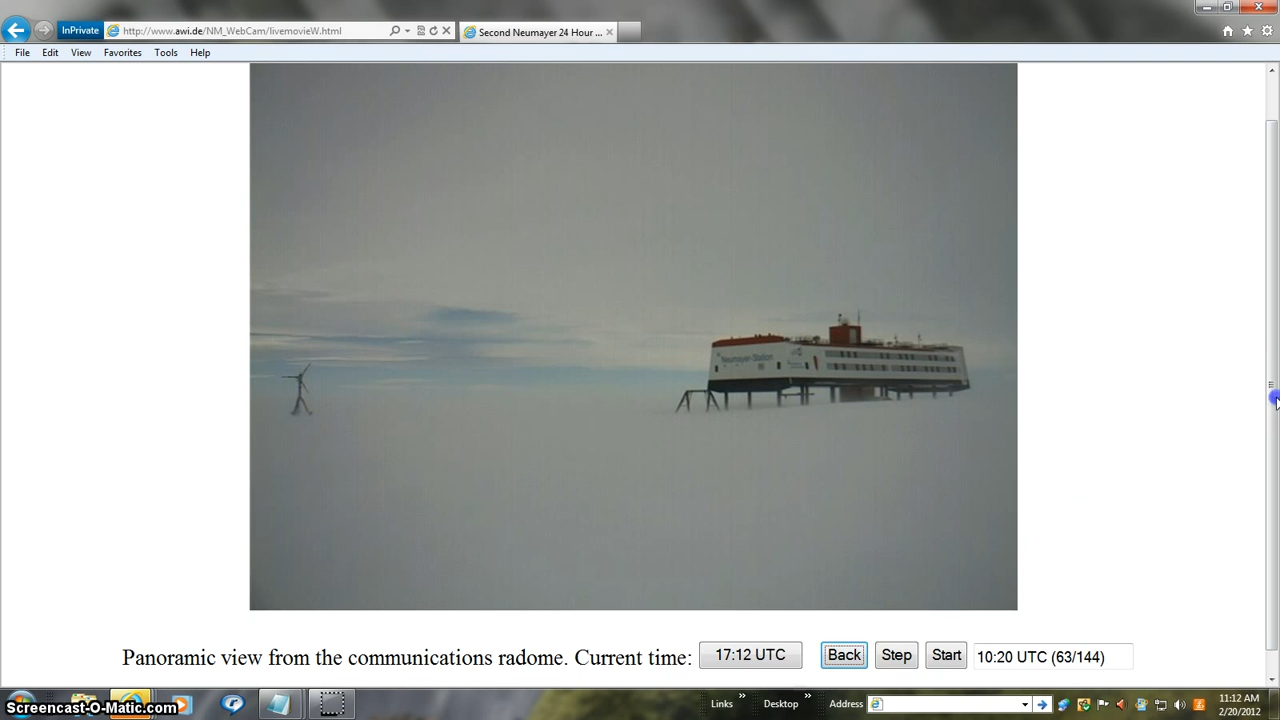 InPrivate
http://www.awi.de/NM_WebCam/livemovieW.html
Second Neumayer 24 Hour ...
File Edit View Favorites Tools Help
Neumayer-Station
Panoramic view from the communications radome. Current time: 17:12 UTC Back Step Start 10:20 UTC (63/144)
Screencast-O-Matic.com
Links » Desktop » Address
11:12 AM
2/20/2012